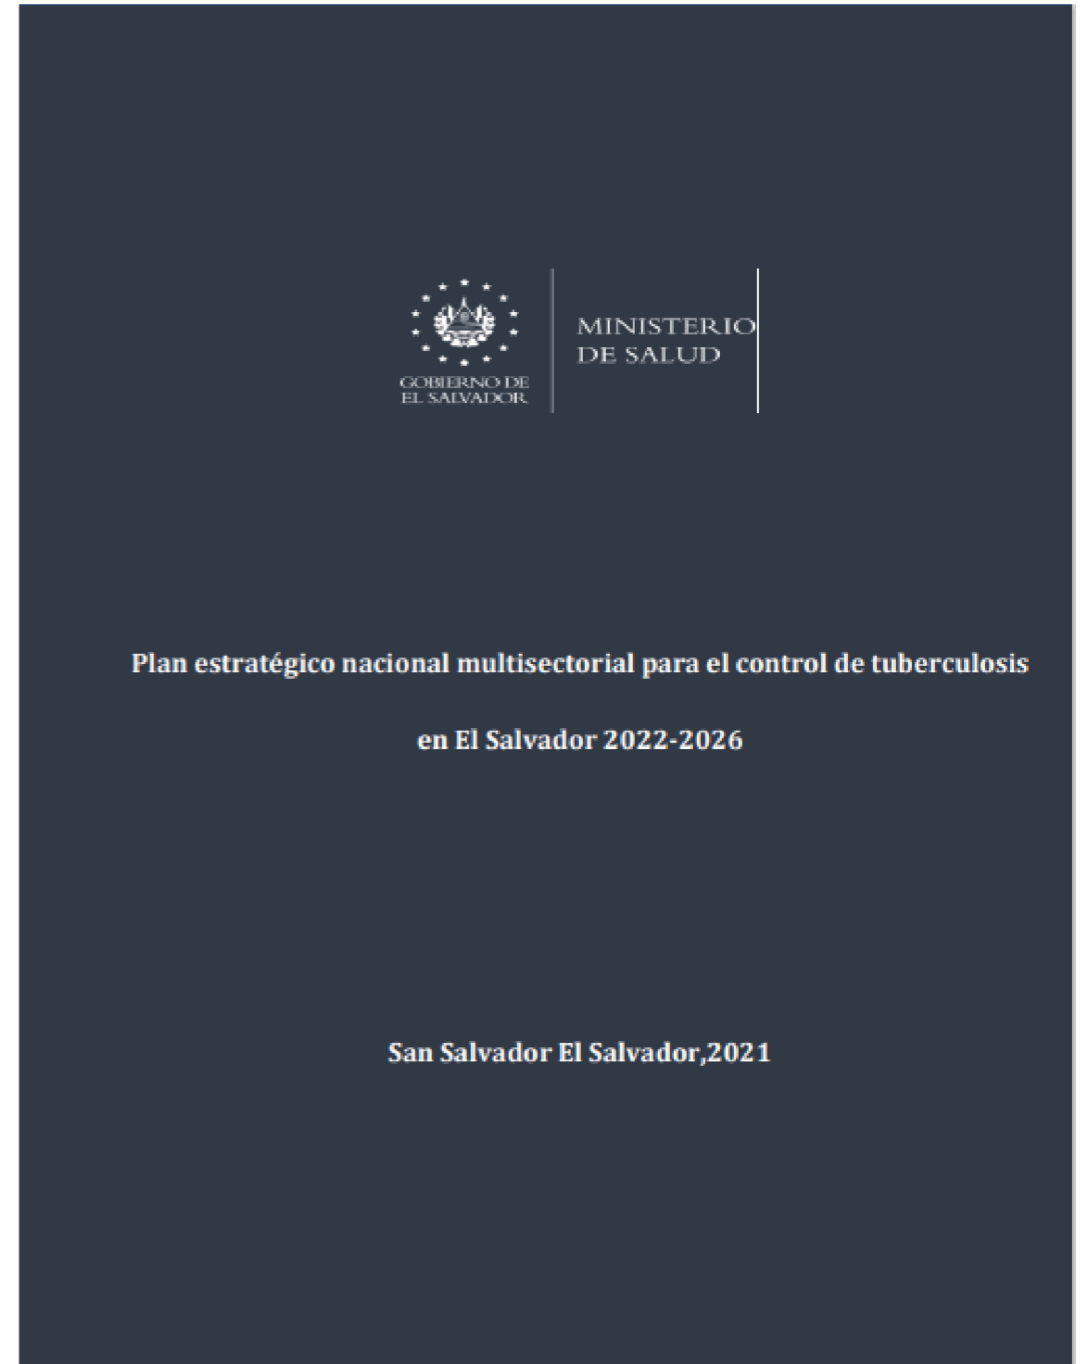 GOBIERNO DE
EL SALVADOR
MINISTERIO
DE SALUD
Plan estratégico nacional multisectorial para el control de tuberculosis
en El Salvador 2022-2026
San Salvador El Salvador,2021